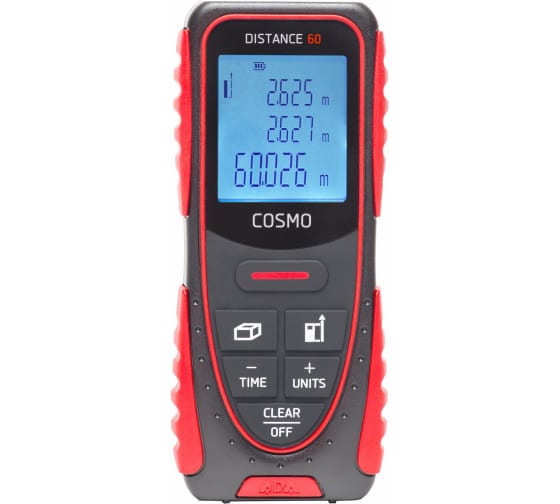 DISTANCE 60
2.625 m
2.627 m
60.026 m
COSMO
− +
TIME UNITS
CLEAR
OFF
ADA